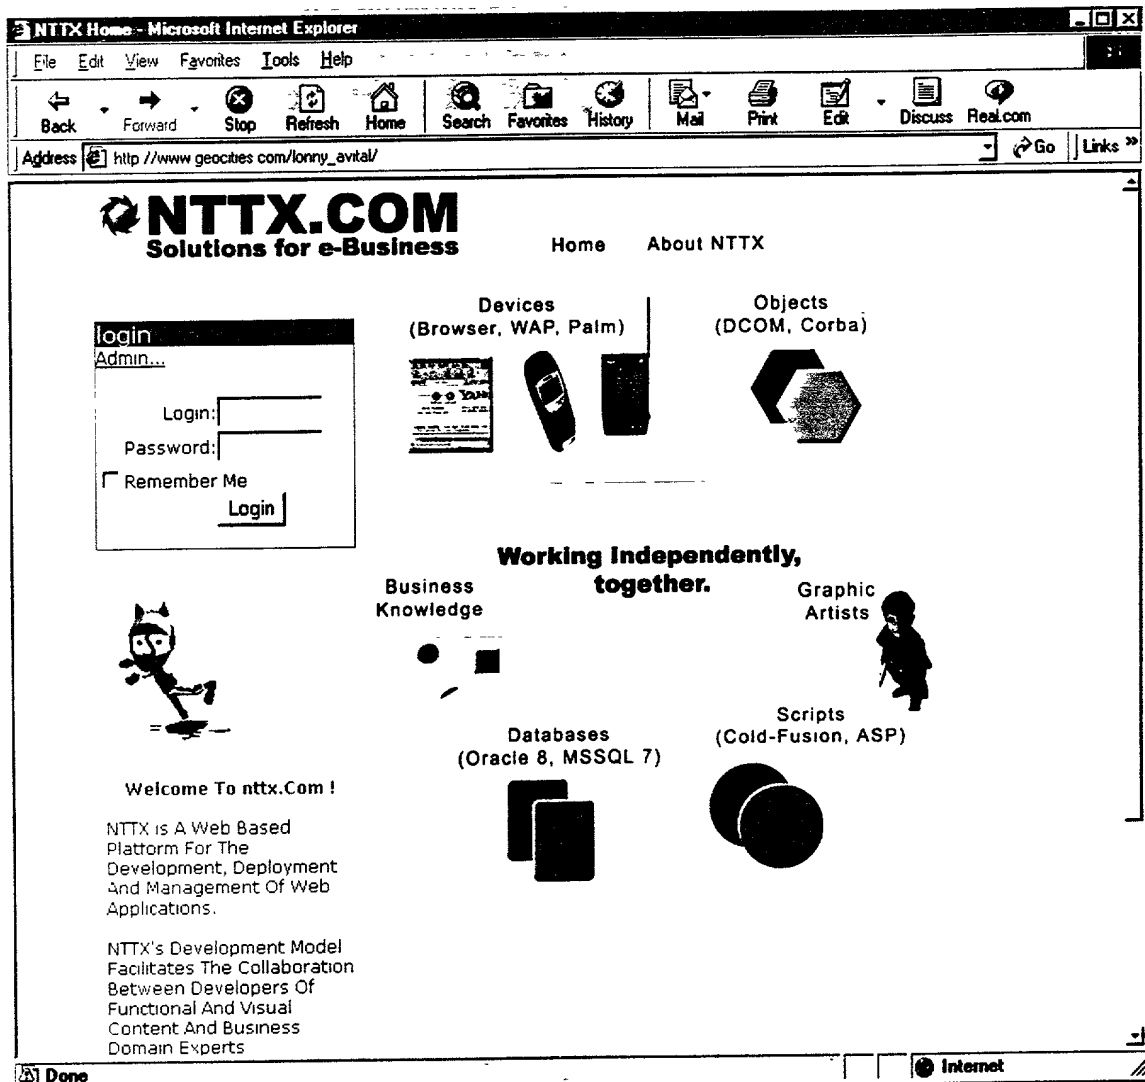 NTTX Home - Microsoft Internet Explorer
File Edit View Favorites Tools Help
Back Forward Stop Refresh Home Search Favorites History Mail Print Edit Discuss Real.com
Address http //www geocities com/lonny_avital/ Go Links »
NTTX.COM
Solutions for e-Business
Home About NTTX
login
Admin...
Login:
Password:
Remember Me
Login
Devices
(Browser, WAP, Palm)
Objects
(DCOM, Corba)
Working Independently,
together.
Business
Knowledge
Graphic
Artists
Databases
(Oracle 8, MSSQL 7)
Scripts
(Cold-Fusion, ASP)
Welcome To nttx.Com !
NTTX is A Web Based
Platform For The
Development, Deployment
And Management Of Web
Applications.
NTTX's Development Model
Facilitates The Collaboration
Between Developers Of
Functional And Visual
Content And Business
Domain Experts
Done Internet